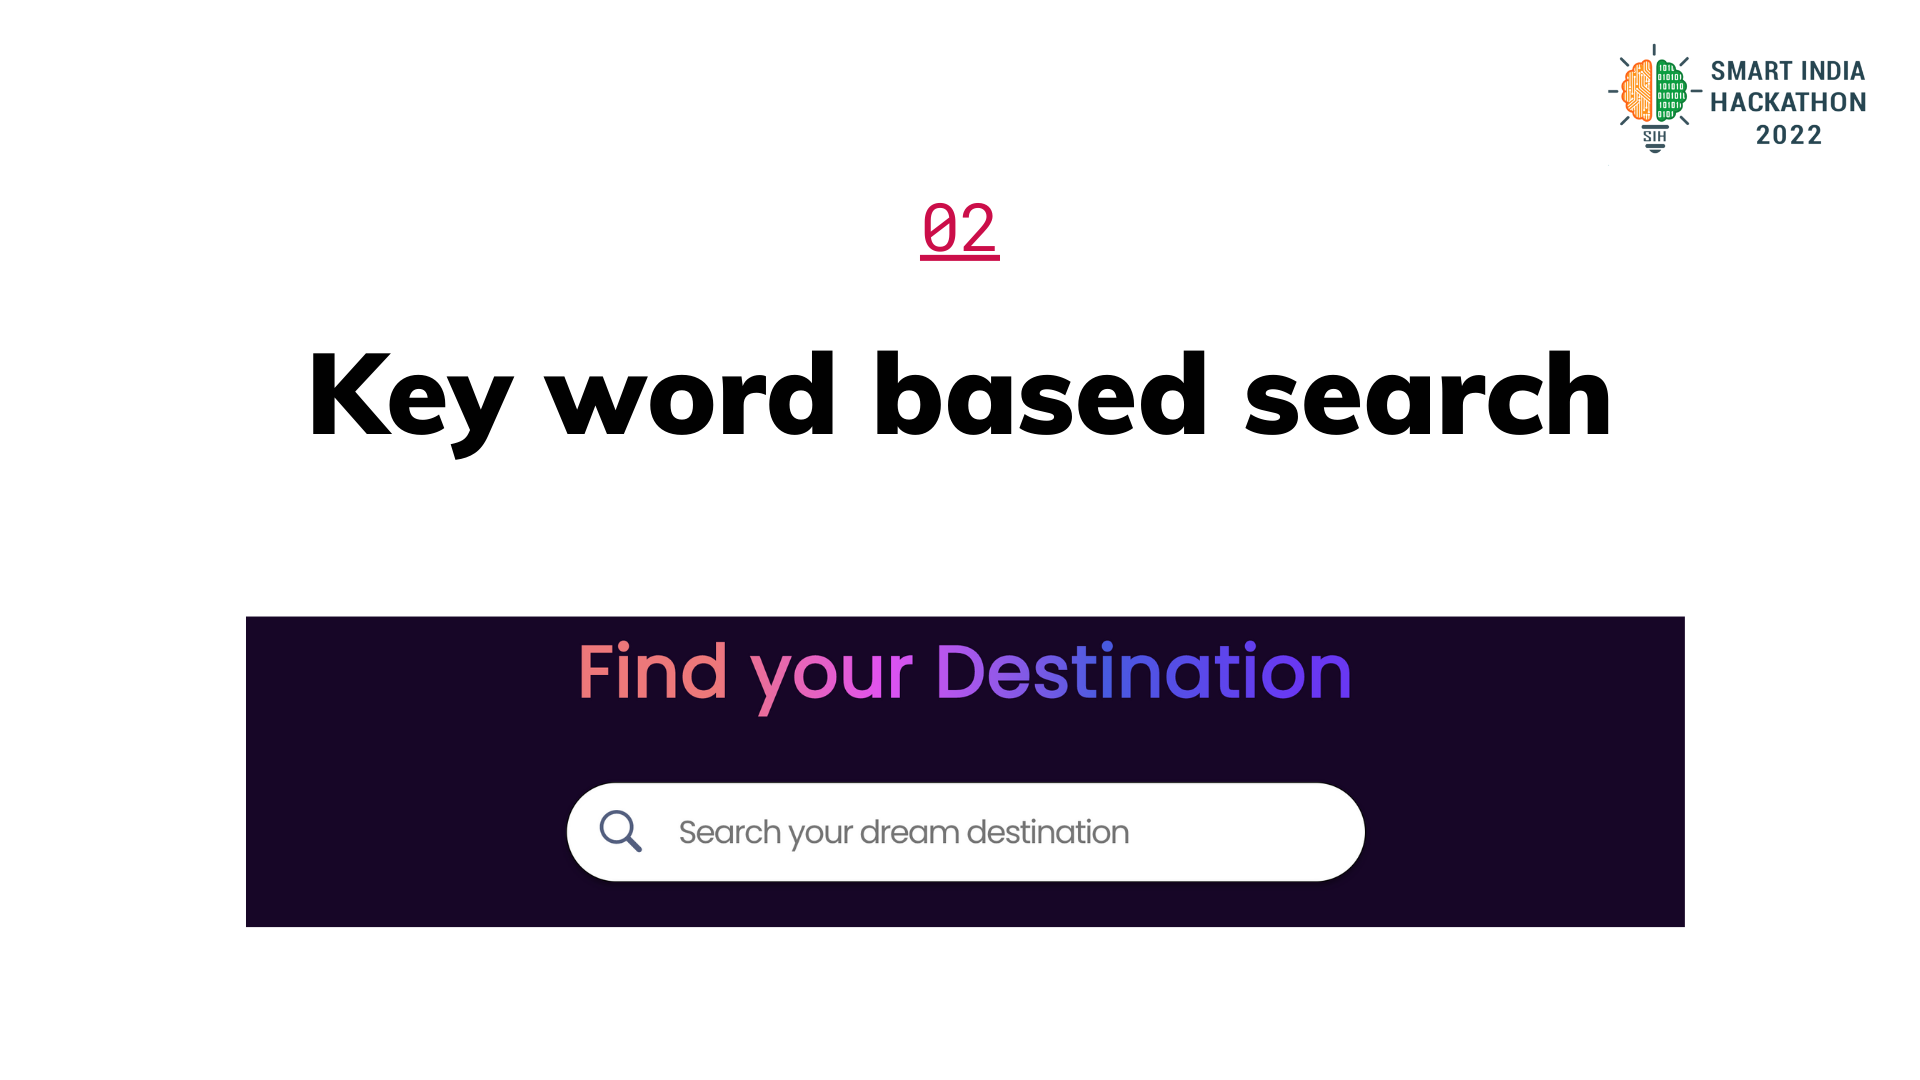 SMART INDIA
HACKATHON
2022
SIH
02
Key word based search
Find your Destination
Search your dream destination